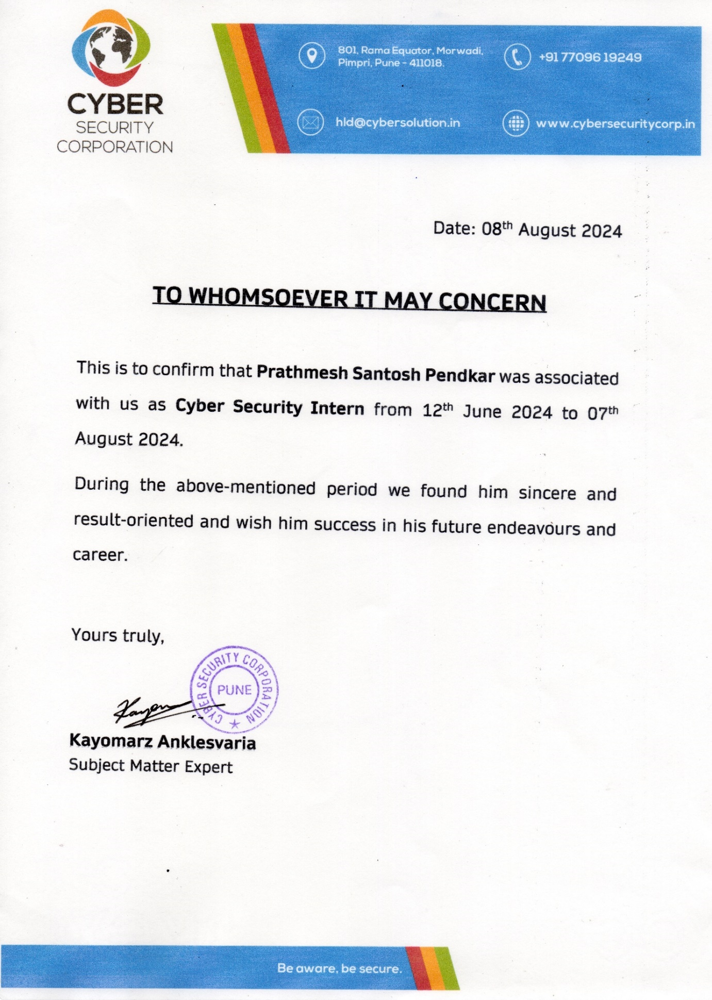 CYBER
SECURITY
CORPORATION
801, Rama Equator, Morwadi,
Pimpri, Pune - 411018.
+91 77096 19249
hld@cybersolution.in
www.cybersecuritycorp.in
Date: 08th August 2024
TO WHOMSOEVER IT MAY CONCERN
This is to confirm that Prathmesh Santosh Pendkar was associated
with us as Cyber Security Intern from 12th June 2024 to 07th
August 2024.
During the above-mentioned period we found him sincere and
result-oriented and wish him success in his future endeavours and
career.
Yours truly,
CYBER SECURITY CORPORATION
PUNE
Kayomarz Anklesvaria
Subject Matter Expert
Be aware, be secure.